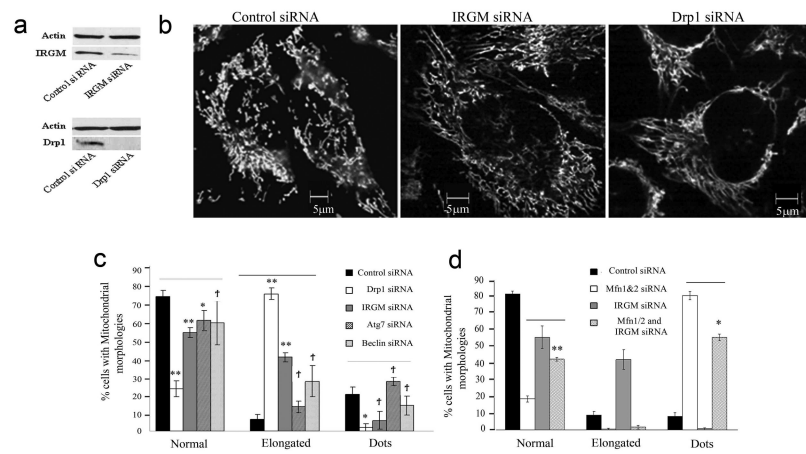 a
Actin
IRGM
Control siRNA
IRGM siRNA
Actin
Drp1
Control siRNA
Drp1 siRNA
b
Control siRNA
IRGM siRNA
Drp1 siRNA
5µm
5µm
5µm
c
% cells with Mitochondrial
morphologies
90
80
70
60
50
40
30
20
10
0
**
**
*
†
**
**
†
†
*
†
†
†
Normal
Elongated
Dots
Control siRNA
Drp1 siRNA
IRGM siRNA
Atg7 siRNA
Beclin siRNA
d
% cells with Mitochondrial
morphologies
90
80
70
60
50
40
30
20
10
0
**
*
Normal
Elongated
Dots
Control siRNA
Mfn1&2 siRNA
IRGM siRNA
Mfn1/2 and
IRGM siRNA